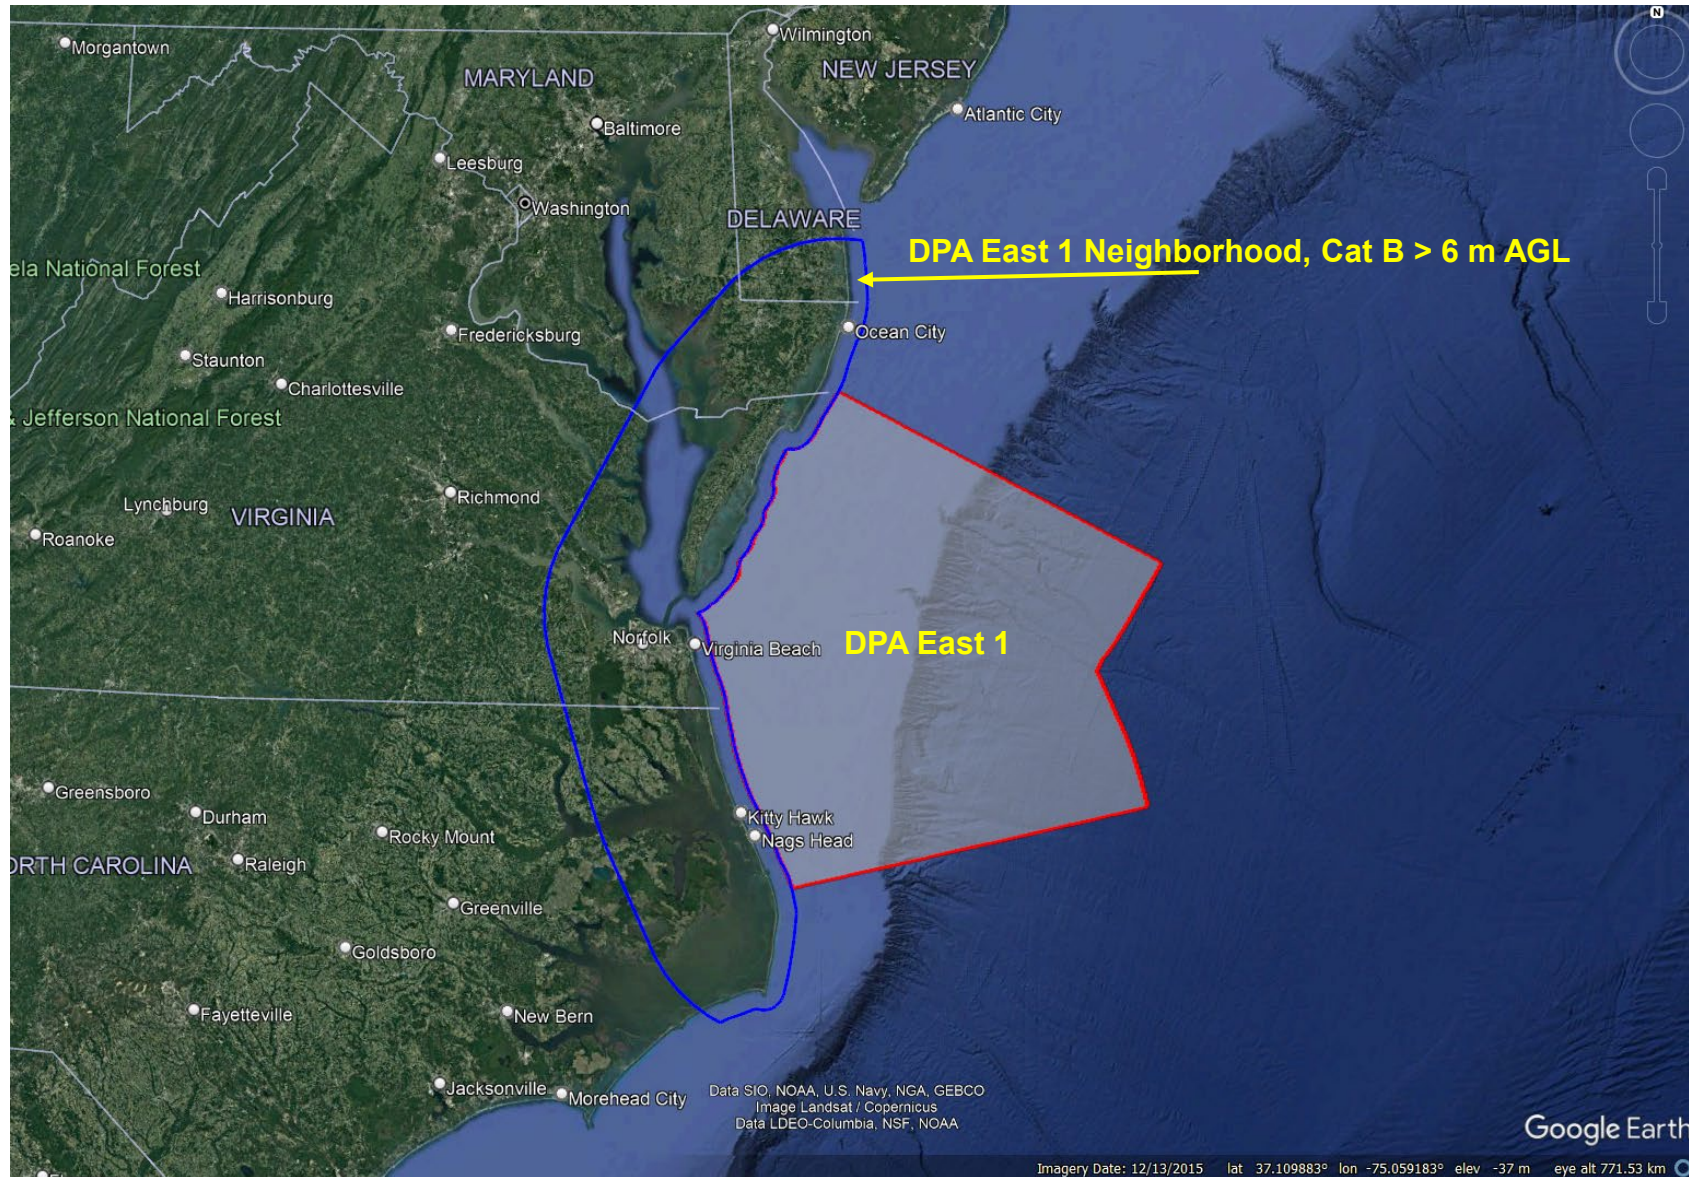 N
Morgantown
Wilmington
MARYLAND
NEW JERSEY
Atlantic City
Baltimore
Leesburg
Washington
DELAWARE
DPA East 1 Neighborhood, Cat B > 6 m AGL
ela National Forest
Harrisonburg
Fredericksburg
Ocean City
Staunton
Charlottesville
& Jefferson National Forest
Richmond
Lynchburg
VIRGINIA
Roanoke
Norfolk
Virginia Beach
DPA East 1
Greensboro
Durham
Rocky Mount
Kitty Hawk
Nags Head
ORTH CAROLINA
Raleigh
Greenville
Goldsboro
Fayetteville
New Bern
Jacksonville
Morehead City
Data SIO, NOAA, U.S. Navy, NGA, GEBCO
Image Landsat / Copernicus
Data LDEO-Columbia, NSF, NOAA
Google Earth
Imagery Date: 12/13/2015 lat 37.109883° lon -75.059183° elev -37 m eye alt 771.53 km